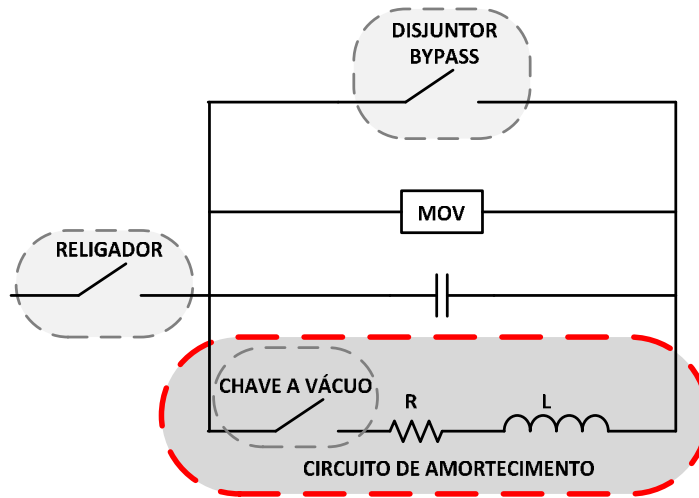 DISJUNTOR
BYPASS
MOV
RELIGADOR
CHAVE A VÁCUO
R
L
CIRCUITO DE AMORTECIMENTO